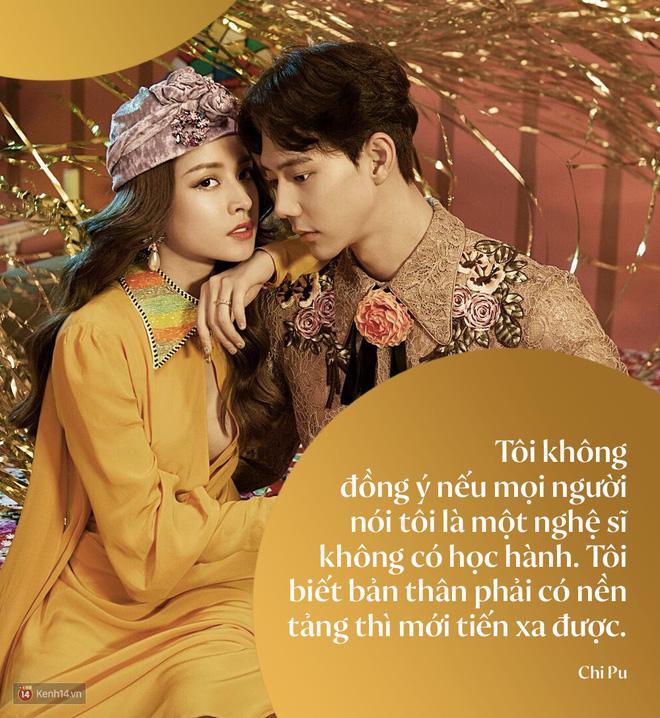 Tôi không
đồng ý nếu mọi người
nói tôi là một nghệ sĩ
không có học hành. Tôi
biết bản thân phải có nền
tảng thì mới tiến xa được.
Chi Pu
14 Kenh14.vn